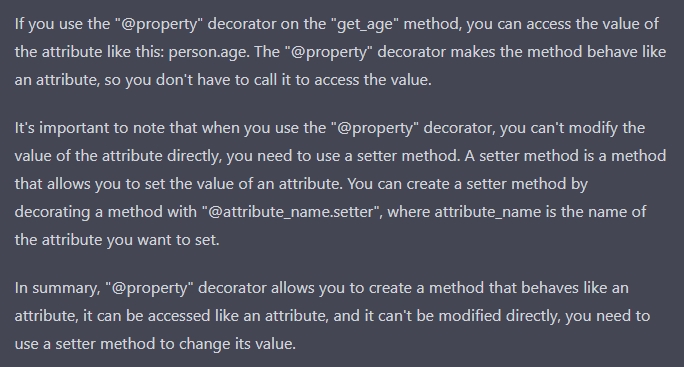 If you use the "@property" decorator on the "get_age" method, you can access the value of
the attribute like this: person.age. The "@property" decorator makes the method behave like
an attribute, so you don't have to call it to access the value.
It's important to note that when you use the "@property" decorator, you can't modify the
value of the attribute directly, you need to use a setter method. A setter method is a method
that allows you to set the value of an attribute. You can create a setter method by
decorating a method with "@attribute_name.setter", where attribute_name is the name of
the attribute you want to set.
In summary, "@property" decorator allows you to create a method that behaves like an
attribute, it can be accessed like an attribute, and it can't be modified directly, you need to
use a setter method to change its value.